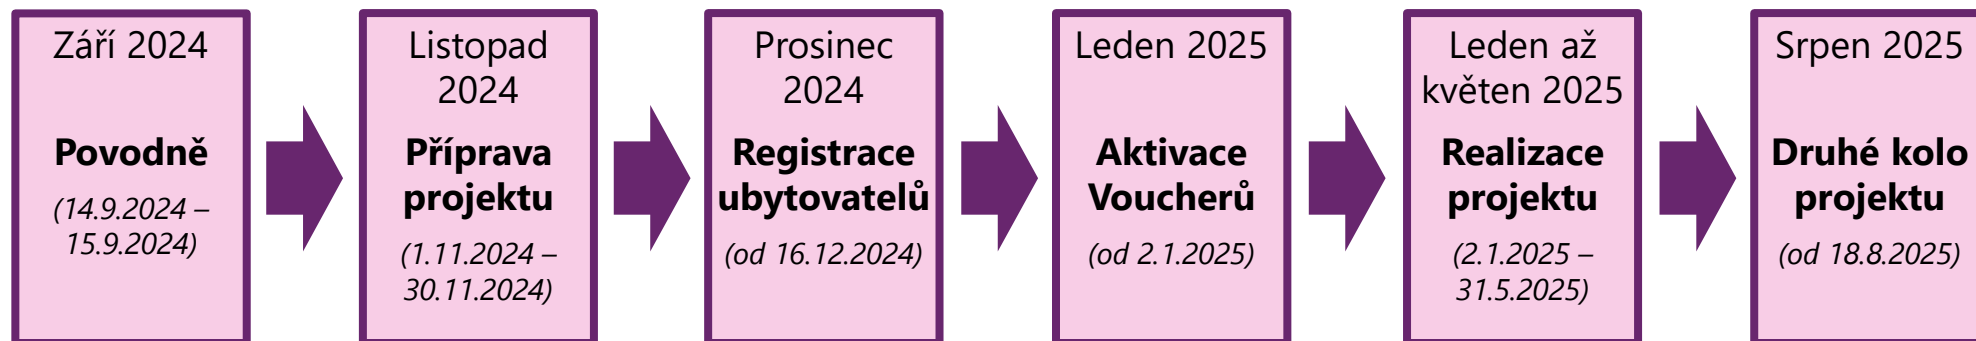 Září 2024
Povodně
(14.9.2024 –
15.9.2024)
Listopad
2024
Příprava
projektu
(1.11.2024 –
30.11.2024)
Prosinec
2024
Registrace
ubytovatelů
(od 16.12.2024)
Leden 2025
Aktivace
Voucherů
(od 2.1.2025)
Leden až
květen 2025
Realizace
projektu
(2.1.2025 –
31.5.2025)
Srpen 2025
Druhé kolo
projektu
(od 18.8.2025)